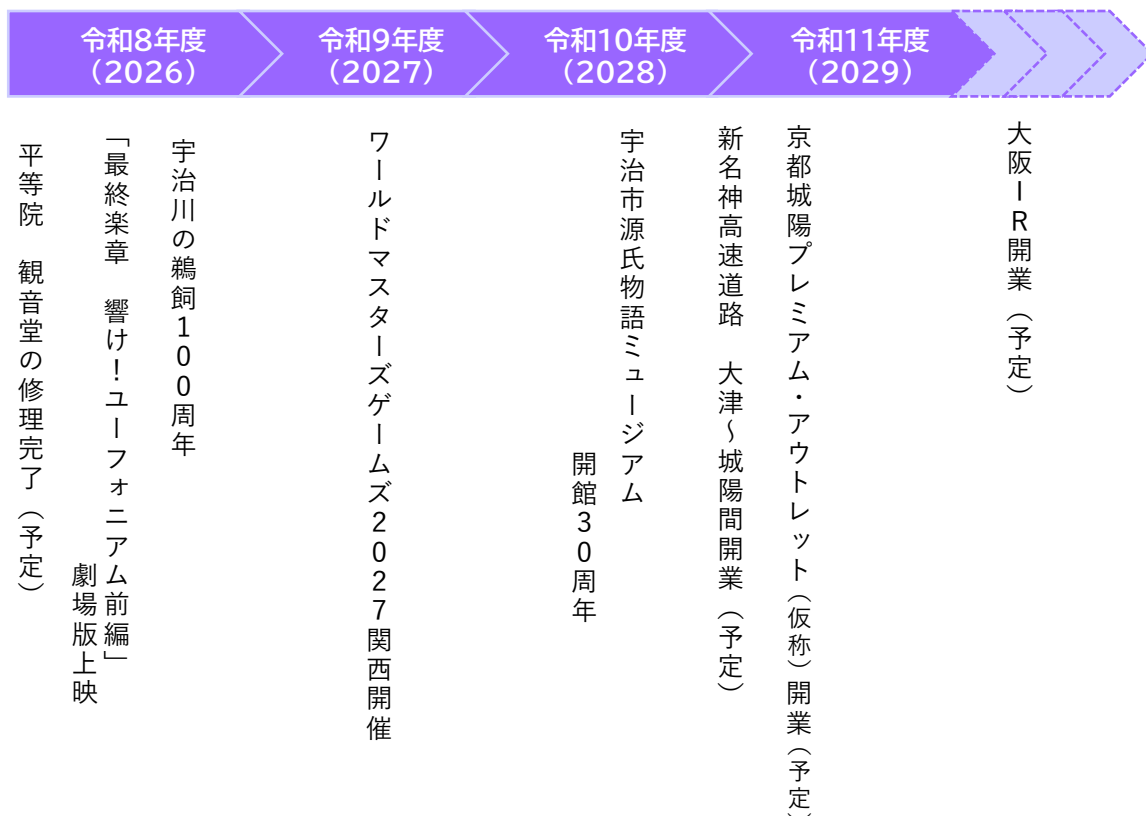 令和8年度
（2026）
令和9年度
（2027）
令和10年度
（2028）
令和11年度
（2029）
平等院　観音堂の修理完了（予定）
「最終楽章　響け！ユーフォニアム前編」
劇場版上映
宇治川の鵜飼100周年
ワールドマスターズゲームズ2027関西開催
宇治市源氏物語ミュージアム
開館30周年
新名神高速道路　大津～城陽間開業（予定）
京都城陽プレミアム・アウトレット（仮称）開業（予定）
大阪IR開業（予定）